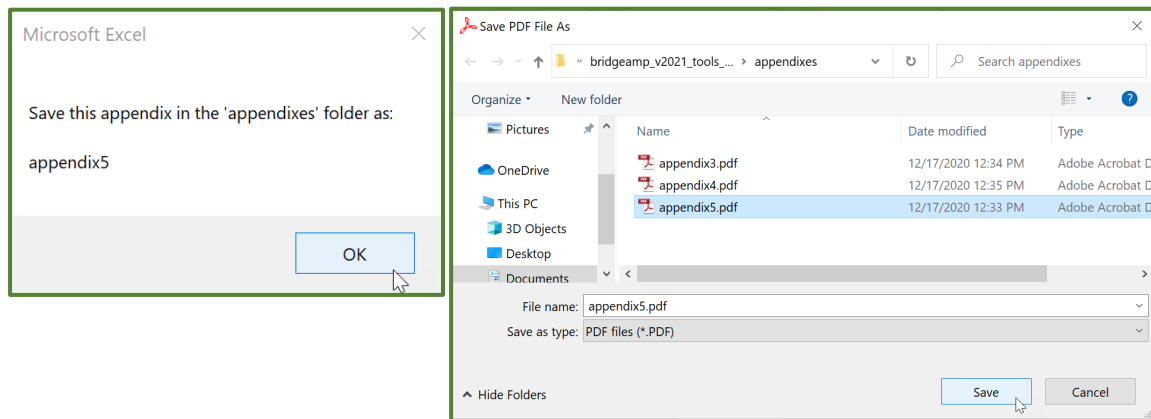 Microsoft Excel
Save this appendix in the 'appendixes' folder as:
appendix5
OK
Save PDF File As
« bridgeamp_v2021_tools_... › appendixes
Search appendixes
Organize
New folder
Pictures
OneDrive
This PC
3D Objects
Desktop
Documents
Name Date modified Type
appendix3.pdf 12/17/2020 12:34 PM Adobe Acrobat D
appendix4.pdf 12/17/2020 12:35 PM Adobe Acrobat D
appendix5.pdf 12/17/2020 12:33 PM Adobe Acrobat D
File name: appendix5.pdf
Save as type: PDF files (*.PDF)
Hide Folders
Save
Cancel